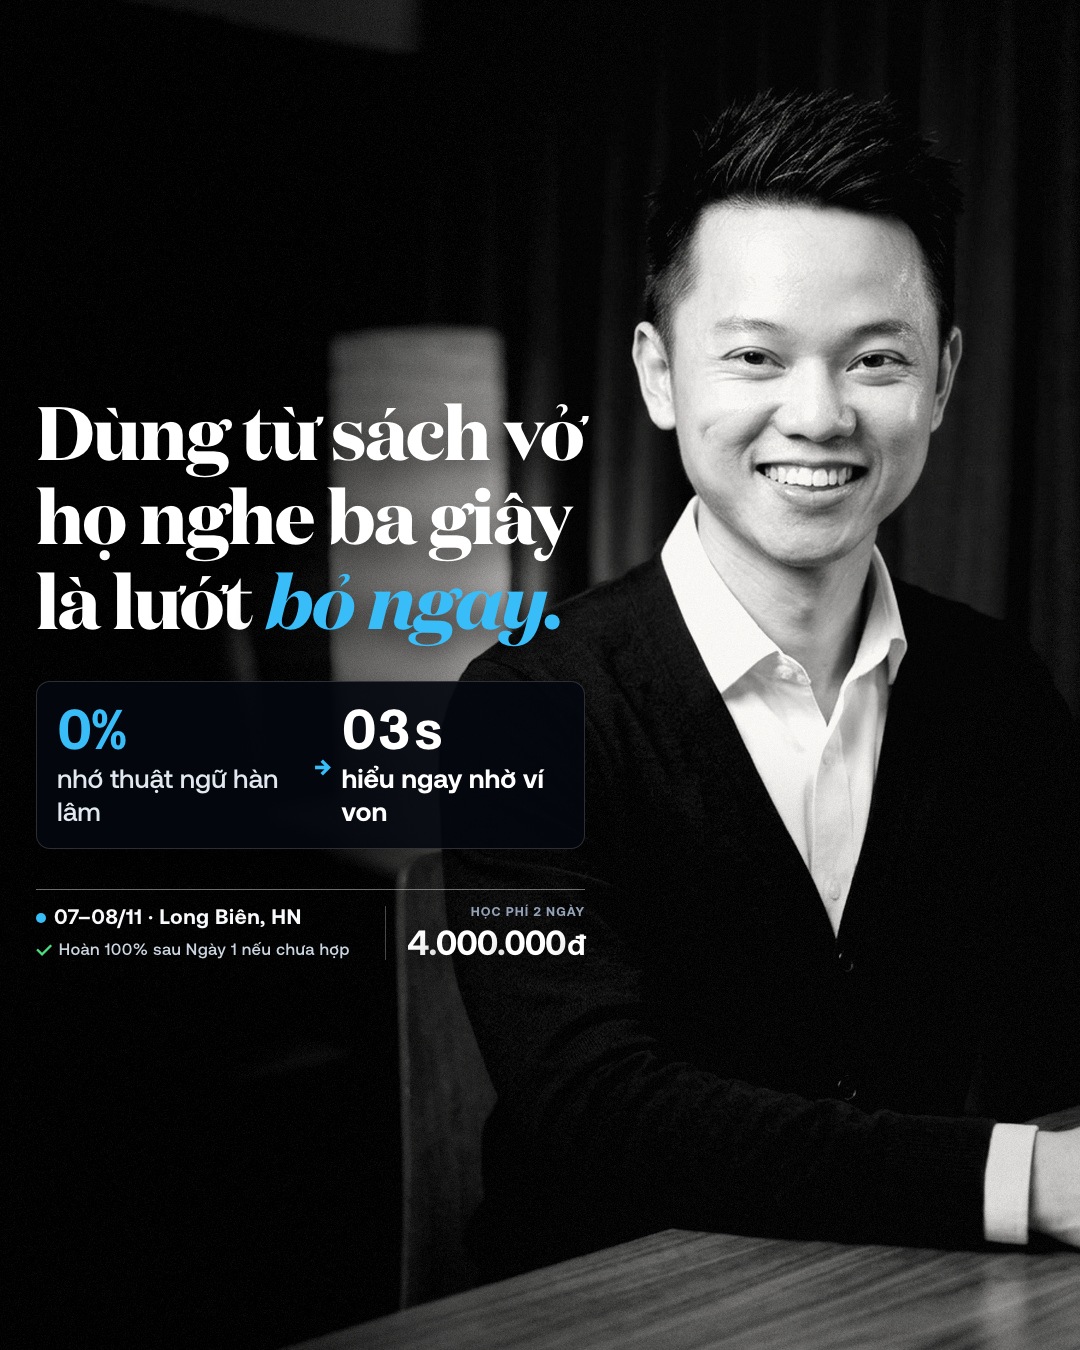 Dùng từ sách vở
họ nghe ba giây
là lướt bỏ ngay.
0%
nhớ thuật ngữ hàn
lâm
→
03s
hiểu ngay nhờ ví
von
07–08/11 · Long Biên, HN
Hoàn 100% sau Ngày 1 nếu chưa hợp
HỌC PHÍ 2 NGÀY
4.000.000đ